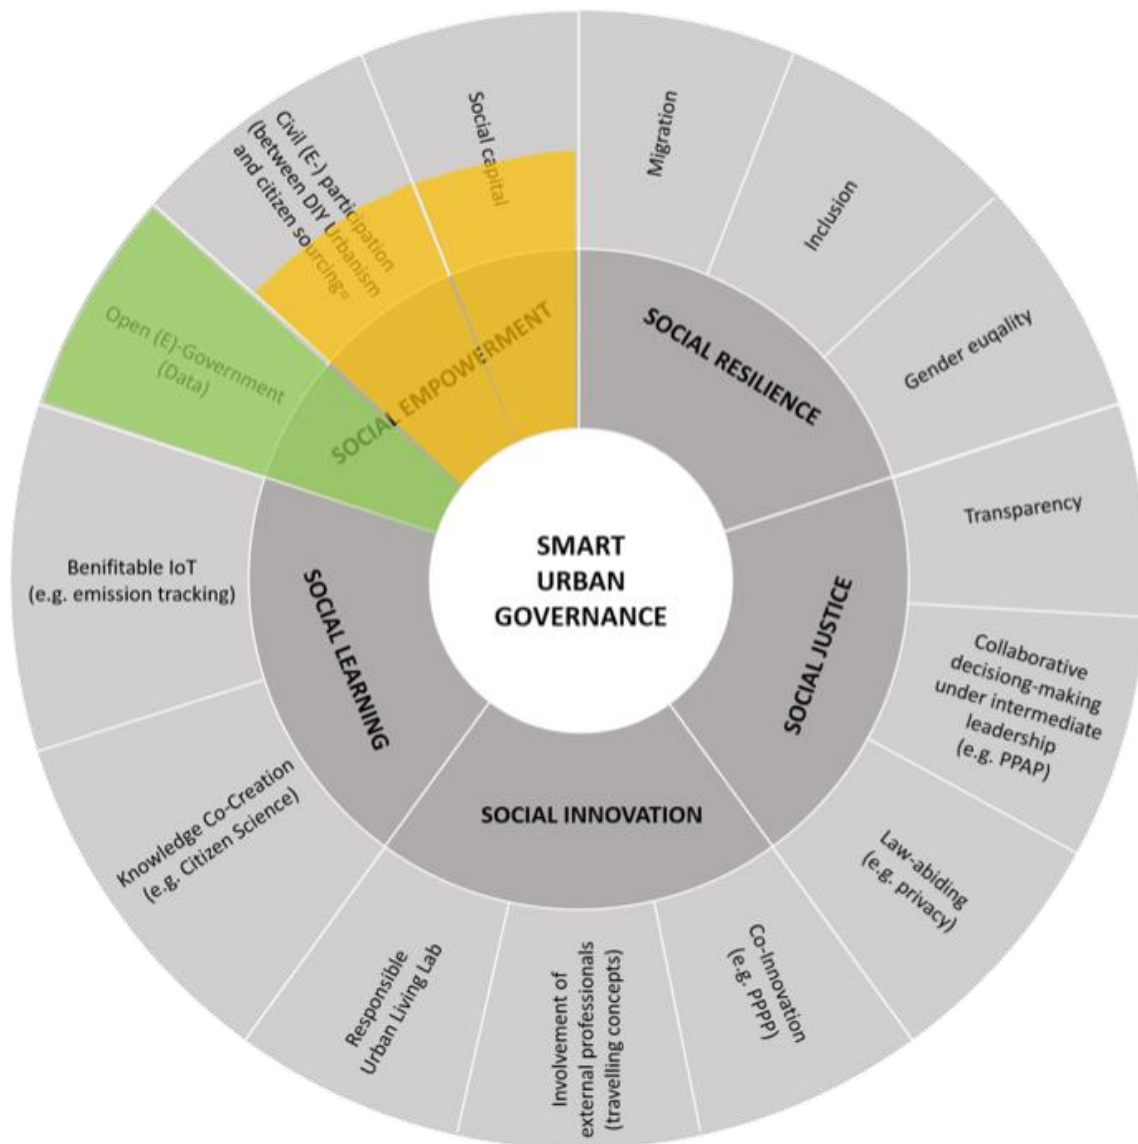 SMART
URBAN
GOVERNANCE
SOCIAL RESILIENCE
Migration
Inclusion
Gender euqality
SOCIAL JUSTICE
Transparency
Collaborative
decisiong-making
under intermediate
leadership
(e.g. PPAP)
Law-abiding
(e.g. privacy)
SOCIAL INNOVATION
Co-Innovation
(e.g. PPPP)
Involvement of
external professionals
(travelling concepts)
Responsible
Urban Living Lab
SOCIAL LEARNING
Knowledge Co-Creation
(e.g. Citizen Science)
Benifitable IoT
(e.g. emission tracking)
SOCIAL EMPOWERMENT
Open (E)-Government
(Data)
Civil (E-) participation
(between DIY Urbanism
and citizen sourcing=
Social capital